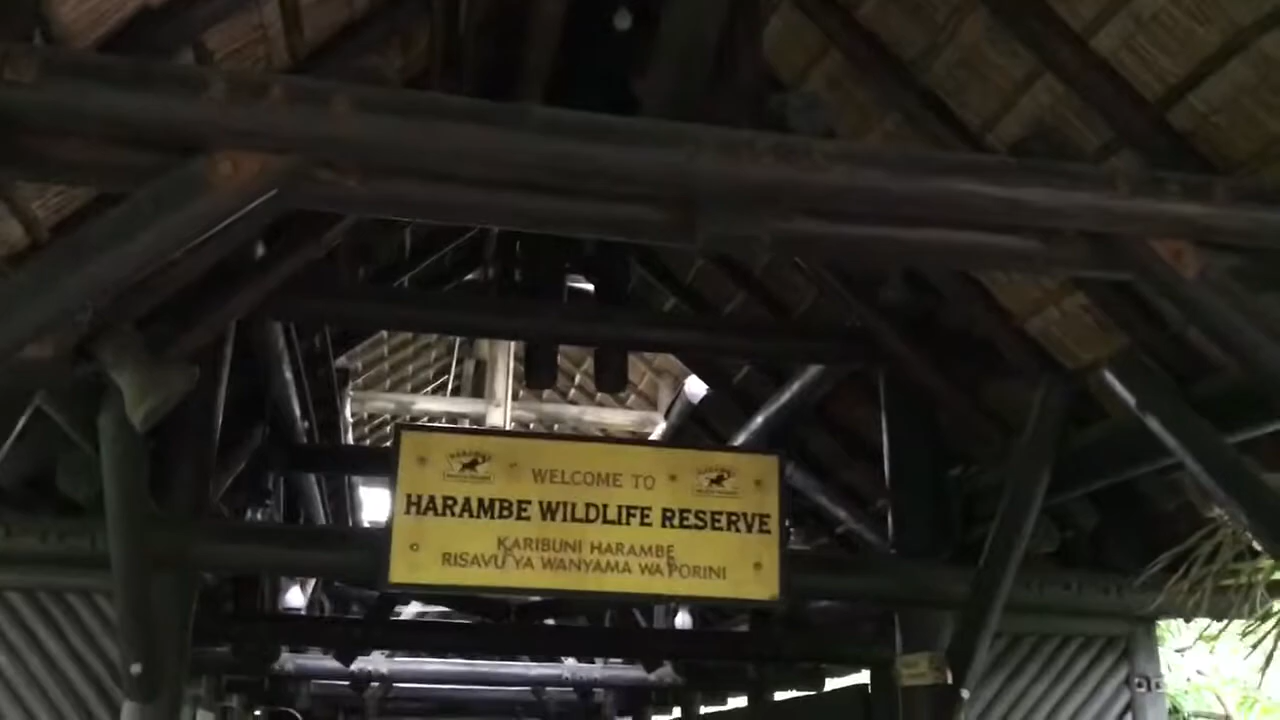 WELCOME TO
HARAMBE WILDLIFE RESERVE
KARIBUNI HARAMBE
RISAVU YA WANYAMA WA PORINI